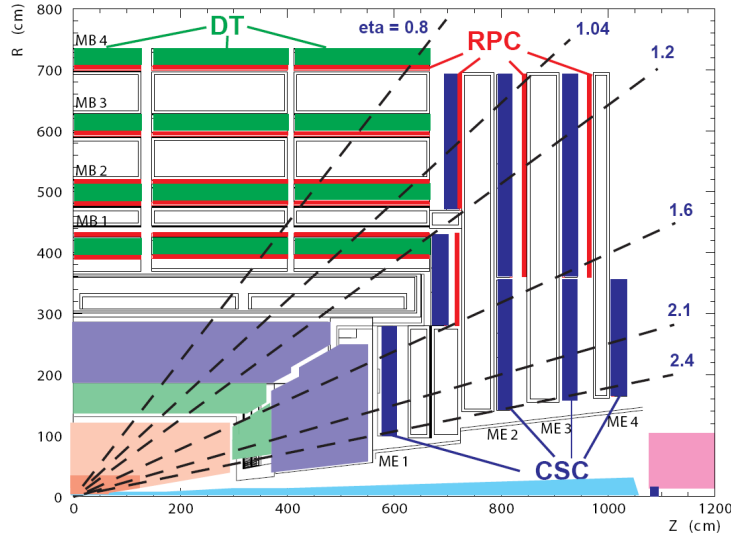 R (cm)
800
700
600
500
400
300
200
100
0
MB 4
DT
eta = 0.8
1.04
RPC
1.2
MB 3
MB 2
MB 1
1.6
2.1
2.4
ME 1
ME 2
ME 3
ME 4
CSC
0
200
400
600
800
1000
1200
Z (cm)